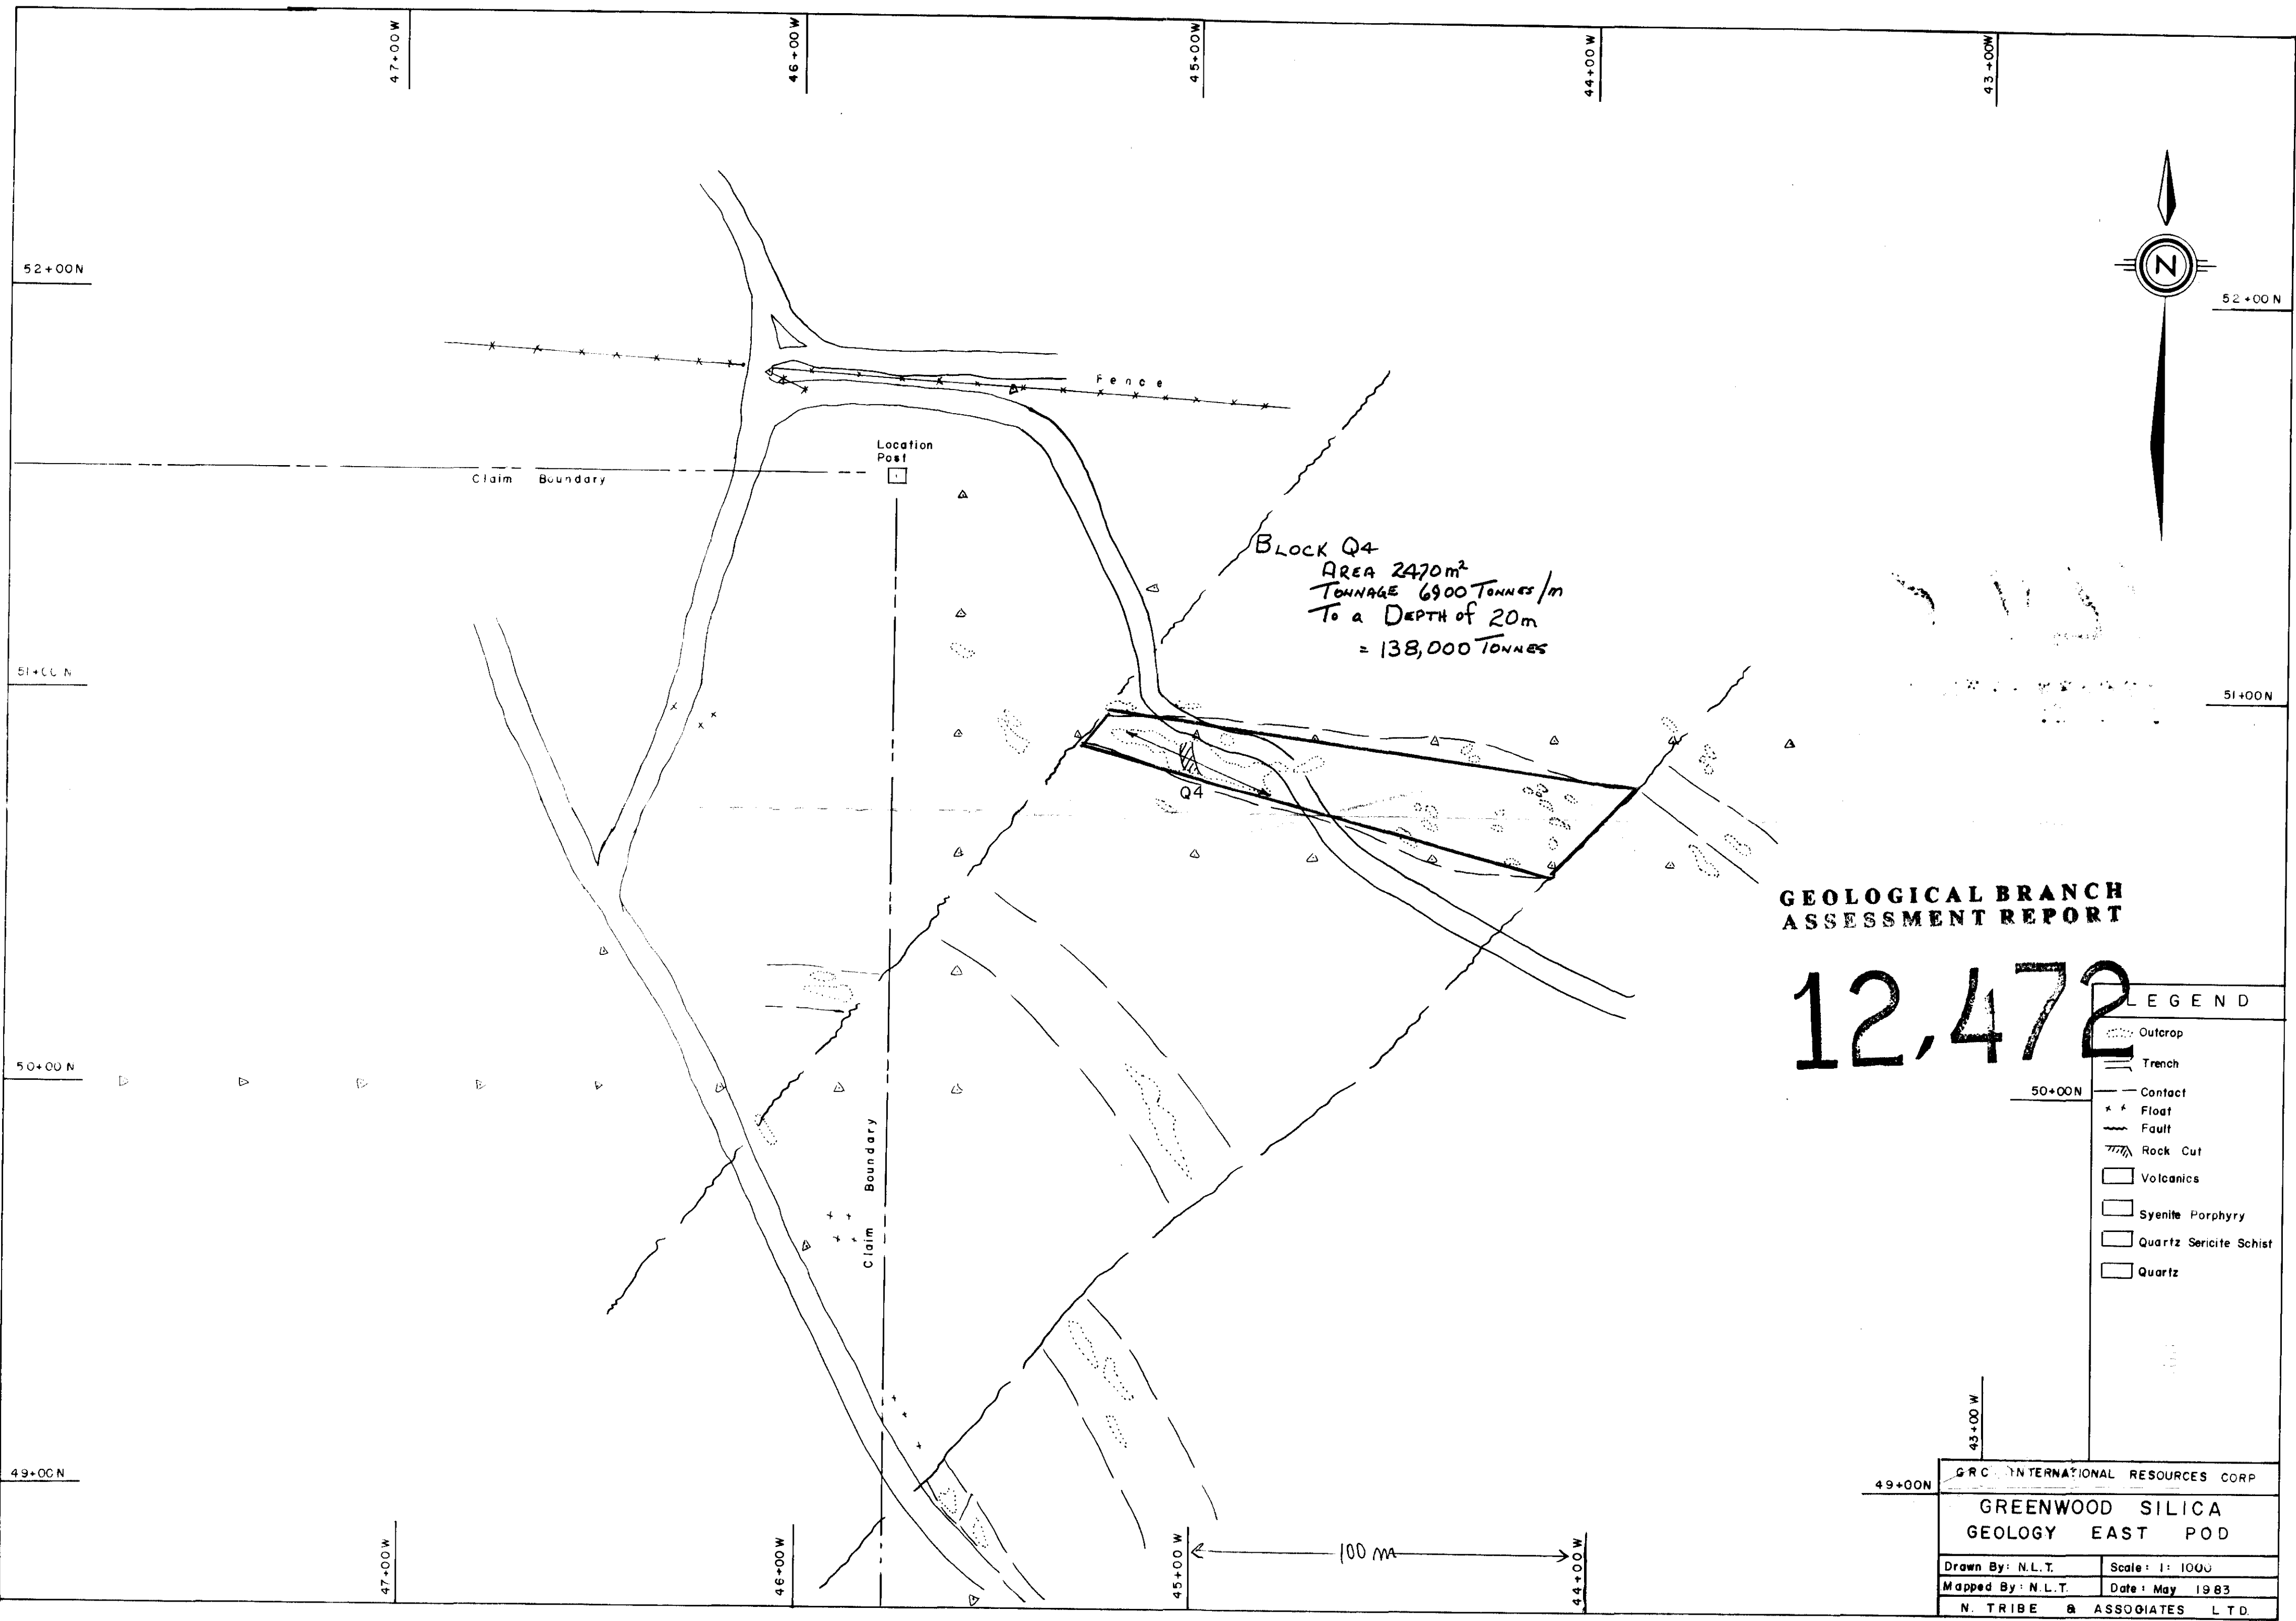 47+00W
46+00W
45+00W
44+00W
43+00W
N
52+00N
52+00N
Fence
Location
Post
Claim Boundary
BLOCK Q4
AREA 2470m²
TONNAGE 6900 TONNES/m
To a DEPTH of 20m
= 138,000 TONNES
51+00N
51+00N
Q4
GEOLOGICAL BRANCH
ASSESSMENT REPORT
12,472
LEGEND
Outcrop
Trench
Contact
Float
Fault
Rock Cut
Volcanics
Syenite Porphyry
Quartz Sericite Schist
Quartz
50+00N
50+00N
Claim Boundary
49+00N
49+00N
47+00W
46+00W
45+00W
100 m
44+00W
43+00W
GRC INTERNATIONAL RESOURCES CORP
GREENWOOD SILICA
GEOLOGY EAST POD
Drawn By: N.L.T. Scale: 1: 1000
Mapped By: N.L.T. Date: May 1983
N. TRIBE & ASSOCIATES LTD.